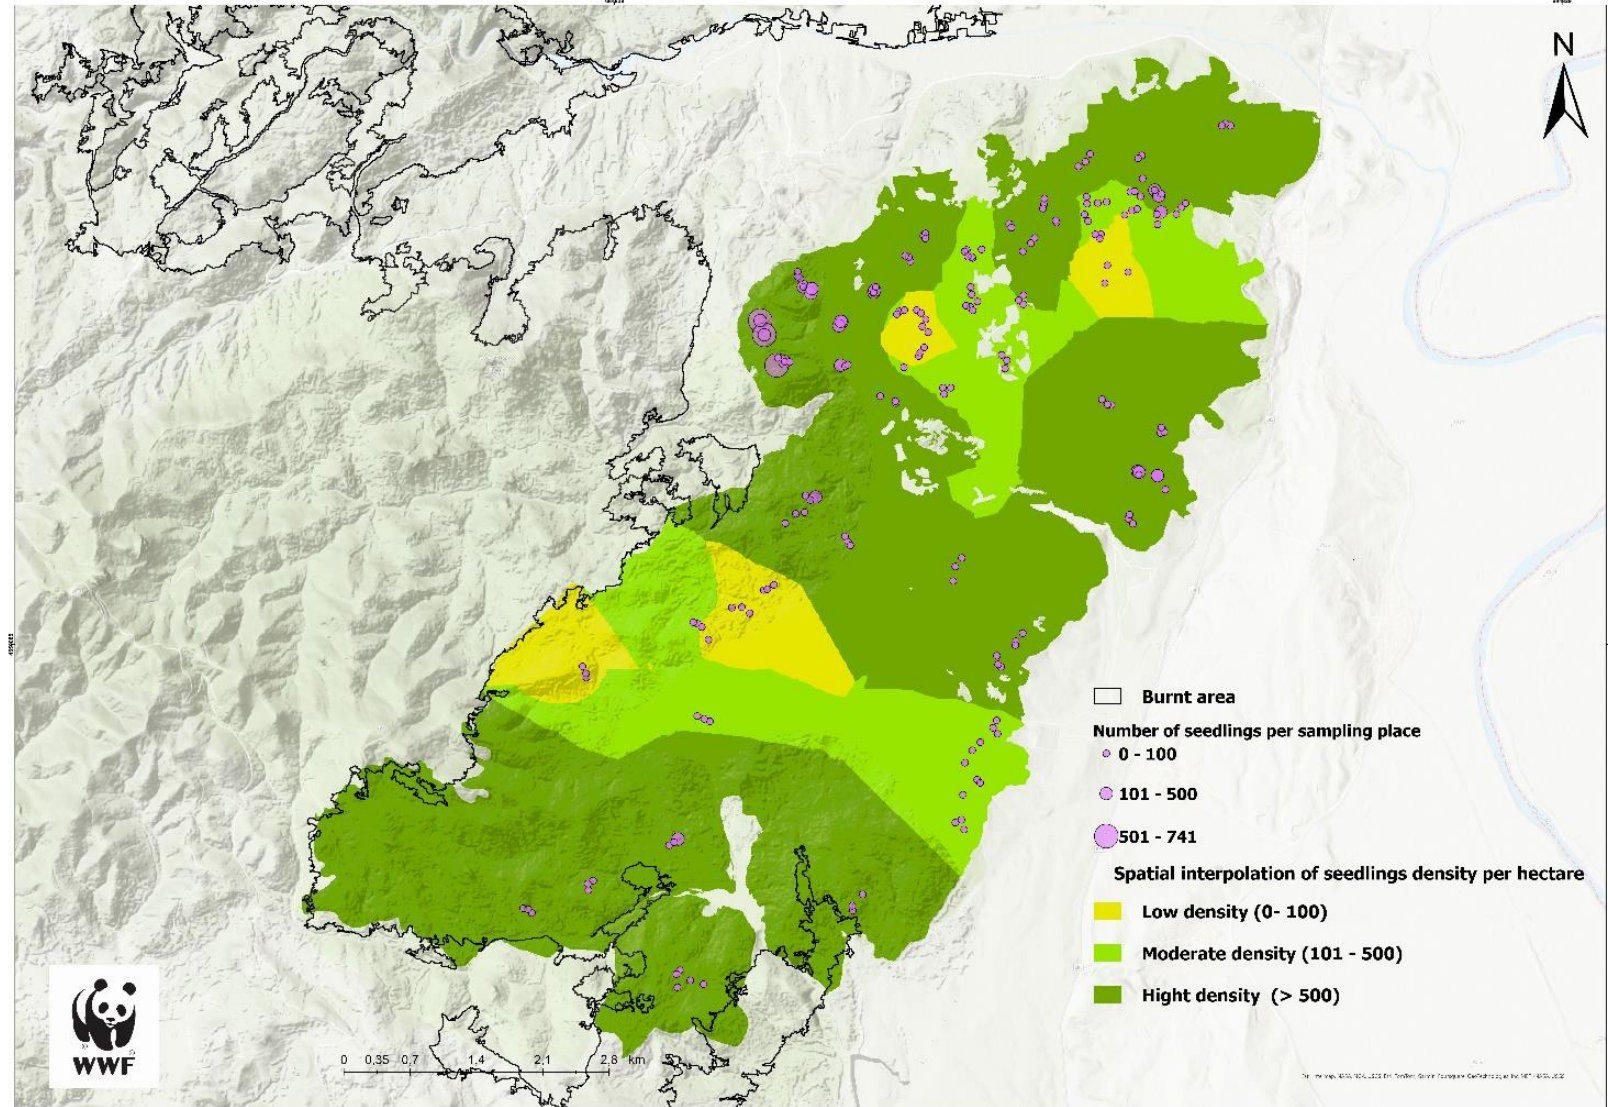 N
Burnt area
Number of seedlings per sampling place
0 - 100
101 - 500
501 - 741
Spatial interpolation of seedlings density per hectare
Low density (0- 100)
Moderate density (101 - 500)
Hight density (> 500)
WWF
0 0,35 0,7 1.4 2,1 2,8 km